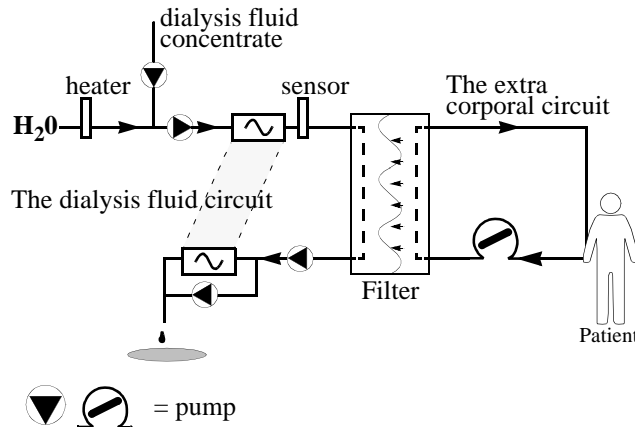 dialysis fluid
concentrate
heater
sensor
The extra
corporal circuit
H20
The dialysis fluid circuit
Filter
Patient
= pump